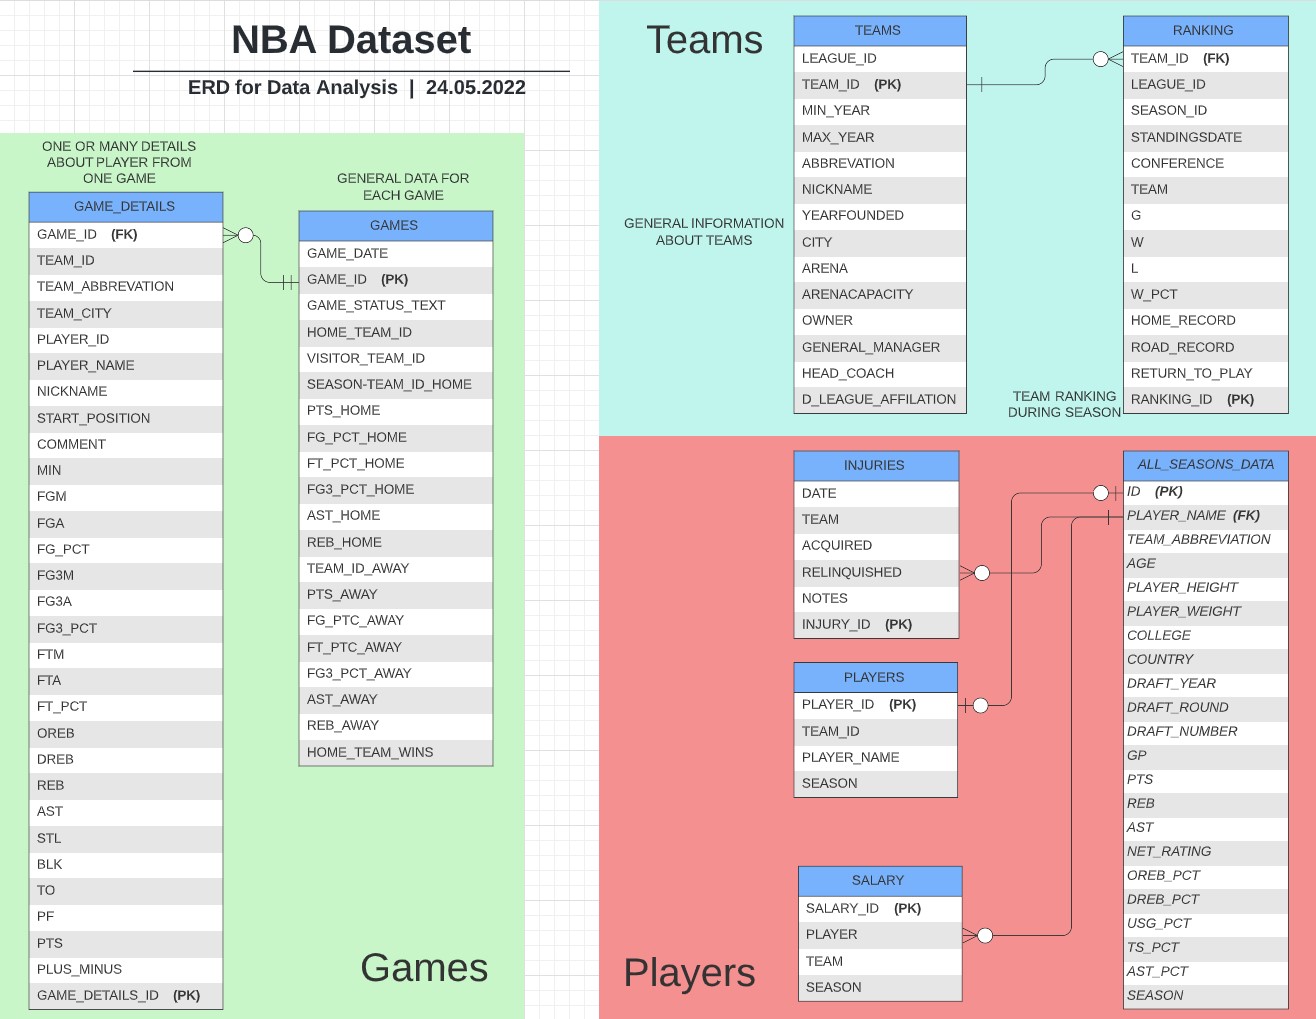 NBA Dataset
ERD for Data Analysis | 24.05.2022
ONE OR MANY DETAILS
ABOUT PLAYER FROM
ONE GAME
GAME_DETAILS
GAME_ID (FK)
TEAM_ID
TEAM_ABBREVATION
TEAM_CITY
PLAYER_ID
PLAYER_NAME
NICKNAME
START_POSITION
COMMENT
MIN
FGM
FGA
FG_PCT
FG3M
FG3A
FG3_PCT
FTM
FTA
FT_PCT
OREB
DREB
REB
AST
STL
BLK
TO
PF
PTS
PLUS_MINUS
GAME_DETAILS_ID (PK)
GENERAL DATA FOR
EACH GAME
GAMES
GAME_DATE
GAME_ID (PK)
GAME_STATUS_TEXT
HOME_TEAM_ID
VISITOR_TEAM_ID
SEASON-TEAM_ID_HOME
PTS_HOME
FG_PCT_HOME
FT_PCT_HOME
FG3_PCT_HOME
AST_HOME
REB_HOME
TEAM_ID_AWAY
PTS_AWAY
FG_PTC_AWAY
FT_PTC_AWAY
FG3_PCT_AWAY
AST_AWAY
REB_AWAY
HOME_TEAM_WINS
Games
Teams
GENERAL INFORMATION
ABOUT TEAMS
TEAMS
LEAGUE_ID
TEAM_ID (PK)
MIN_YEAR
MAX_YEAR
ABBREVATION
NICKNAME
YEARFOUNDED
CITY
ARENA
ARENACAPACITY
OWNER
GENERAL_MANAGER
HEAD_COACH
D_LEAGUE_AFFILATION
TEAM RANKING
DURING SEASON
RANKING
TEAM_ID (FK)
LEAGUE_ID
SEASON_ID
STANDINGSDATE
CONFERENCE
TEAM
G
W
L
W_PCT
HOME_RECORD
ROAD_RECORD
RETURN_TO_PLAY
RANKING_ID (PK)
INJURIES
DATE
TEAM
ACQUIRED
RELINQUISHED
NOTES
INJURY_ID (PK)
PLAYERS
PLAYER_ID (PK)
TEAM_ID
PLAYER_NAME
SEASON
SALARY
SALARY_ID (PK)
PLAYER
TEAM
SEASON
Players
ALL_SEASONS_DATA
ID (PK)
PLAYER_NAME (FK)
TEAM_ABBREVIATION
AGE
PLAYER_HEIGHT
PLAYER_WEIGHT
COLLEGE
COUNTRY
DRAFT_YEAR
DRAFT_ROUND
DRAFT_NUMBER
GP
PTS
REB
AST
NET_RATING
OREB_PCT
DREB_PCT
USG_PCT
TS_PCT
AST_PCT
SEASON